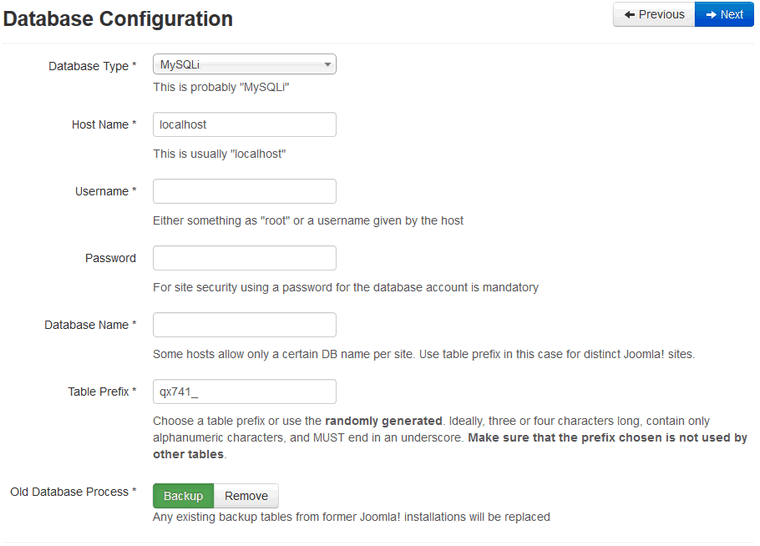 Database Configuration
Previous
Next
Database Type *
MySQLi
This is probably "MySQLi"
Host Name *
localhost
This is usually "localhost"
Username *
Either something as "root" or a username given by the host
Password
For site security using a password for the database account is mandatory
Database Name *
Some hosts allow only a certain DB name per site. Use table prefix in this case for distinct Joomla! sites.
Table Prefix *
qx741_
Choose a table prefix or use the randomly generated. Ideally, three or four characters long, contain only
alphanumeric characters, and MUST end in an underscore. Make sure that the prefix chosen is not used by
other tables.
Old Database Process *
Backup
Remove
Any existing backup tables from former Joomla! installations will be replaced